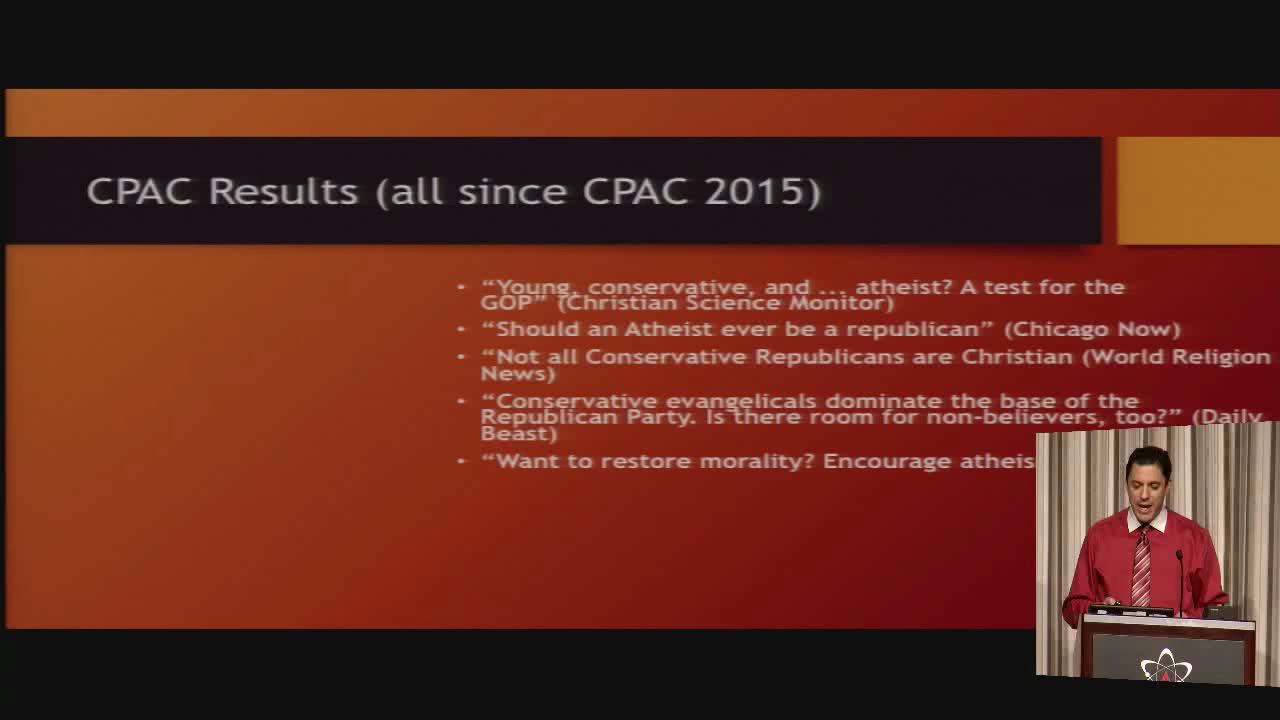 CPAC Results (all since CPAC 2015)
• “Young, conservative, and ... atheist? A test for the
GOP” (Christian Science Monitor)
• “Should an Atheist ever be a republican” (Chicago Now)
• “Not all Conservative Republicans are Christian (World Religion
News)
• “Conservative evangelicals dominate the base of the
Republican Party. Is there room for non-believers, too?” (Daily
Beast)
• “Want to restore morality? Encourage atheis